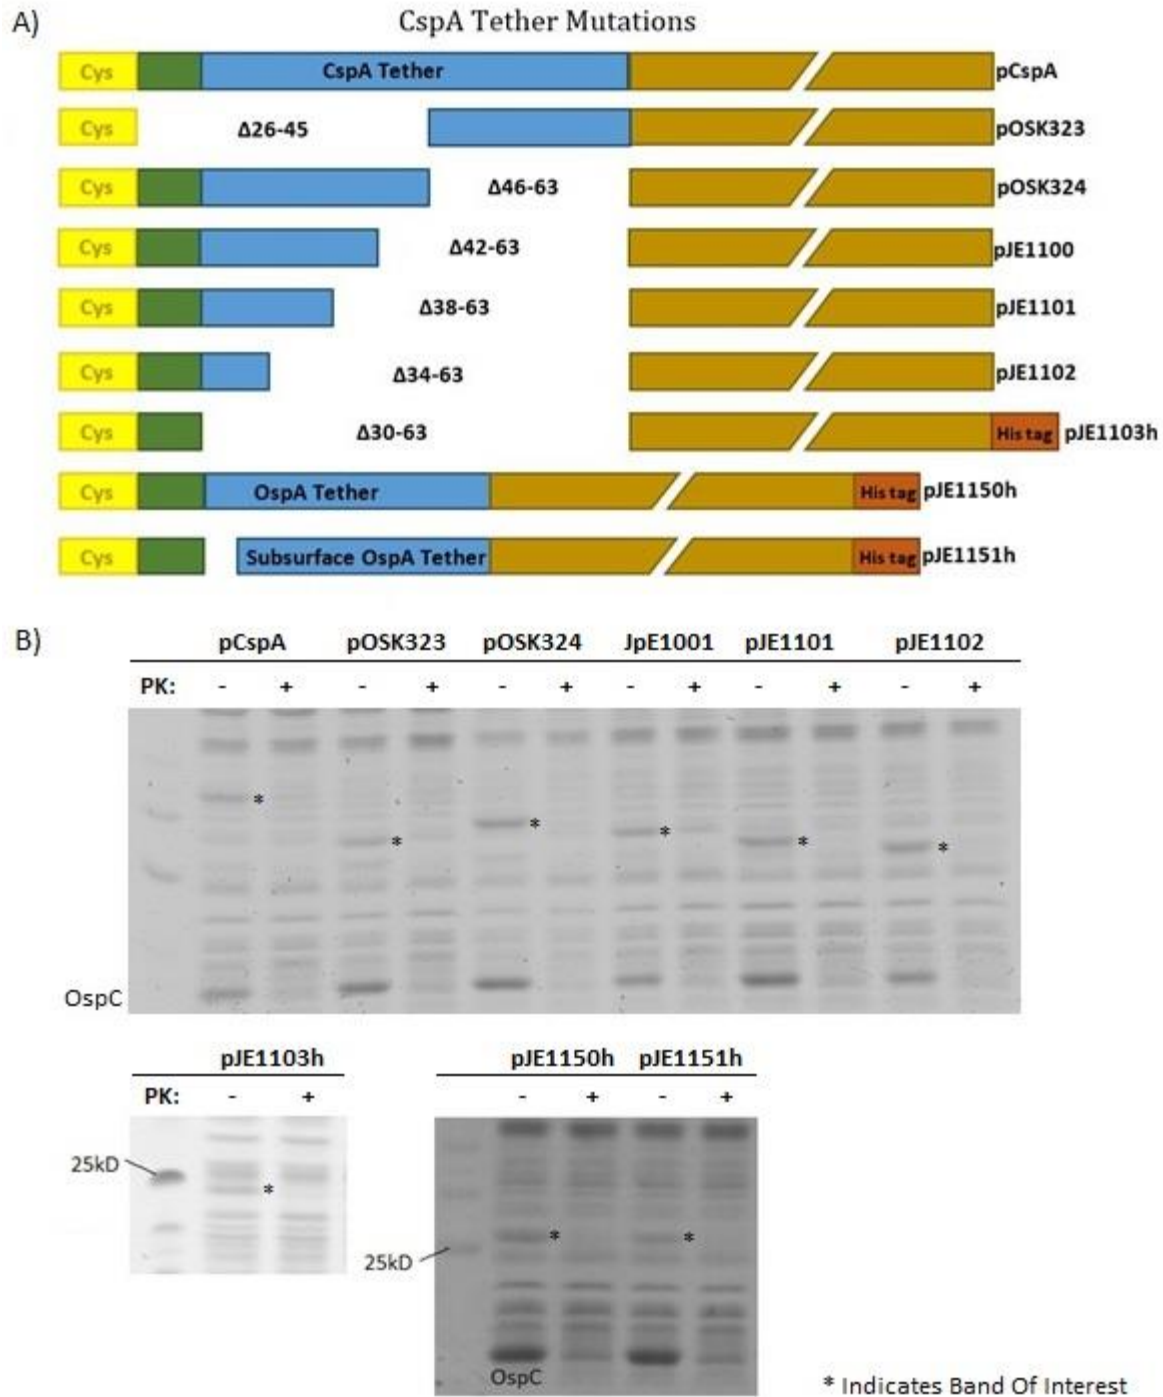 A)
CspA Tether Mutations
Cys CspA Tether pCspA
Cys Δ26-45 pOSK323
Cys Δ46-63 pOSK324
Cys Δ42-63 pJE1100
Cys Δ38-63 pJE1101
Cys Δ34-63 pJE1102
Cys Δ30-63 His tag pJE1103h
Cys OspA Tether His tag pJE1150h
Cys Subsurface OspA Tether His tag pJE1151h
B)
pCspA pOSK323 pOSK324 JpE1001 pJE1101 pJE1102
PK: - + - + - + - + - + - +
* * * * * *
OspC
pJE1103h
PK: - +
25kD
*
pJE1150h pJE1151h
- + - +
* *
25kD
OspC
* Indicates Band Of Interest